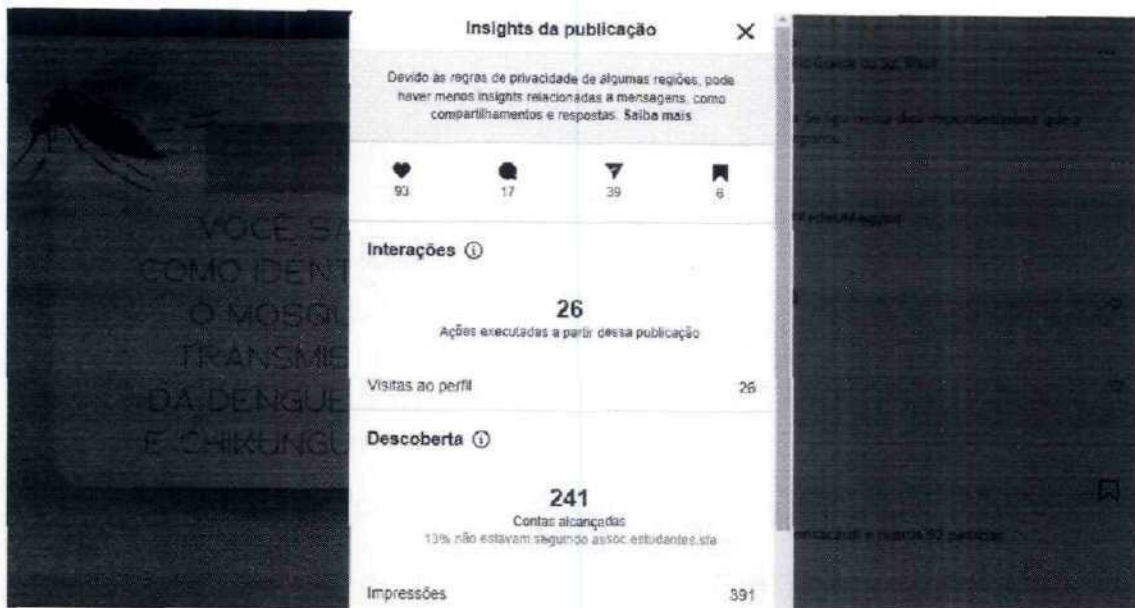 Insights da publicação
Devido às regras de privacidade de algumas regiões, pode
haver menos insights relacionadas a mensagens, como
compartilhamentos e respostas. Saiba mais
93 17 39 6
Interações
26
Ações executadas a partir dessa publicação
Visitas ao perfil 26
Descoberta
241
Contas alcançadas
13% não estavam seguindo assoc.estudantes.sfa
Impressões 391
VOCÊ SA
COMO IDENT
O MOSQU
TRANSMIS
DA DENGUE
E CHIKUNGU